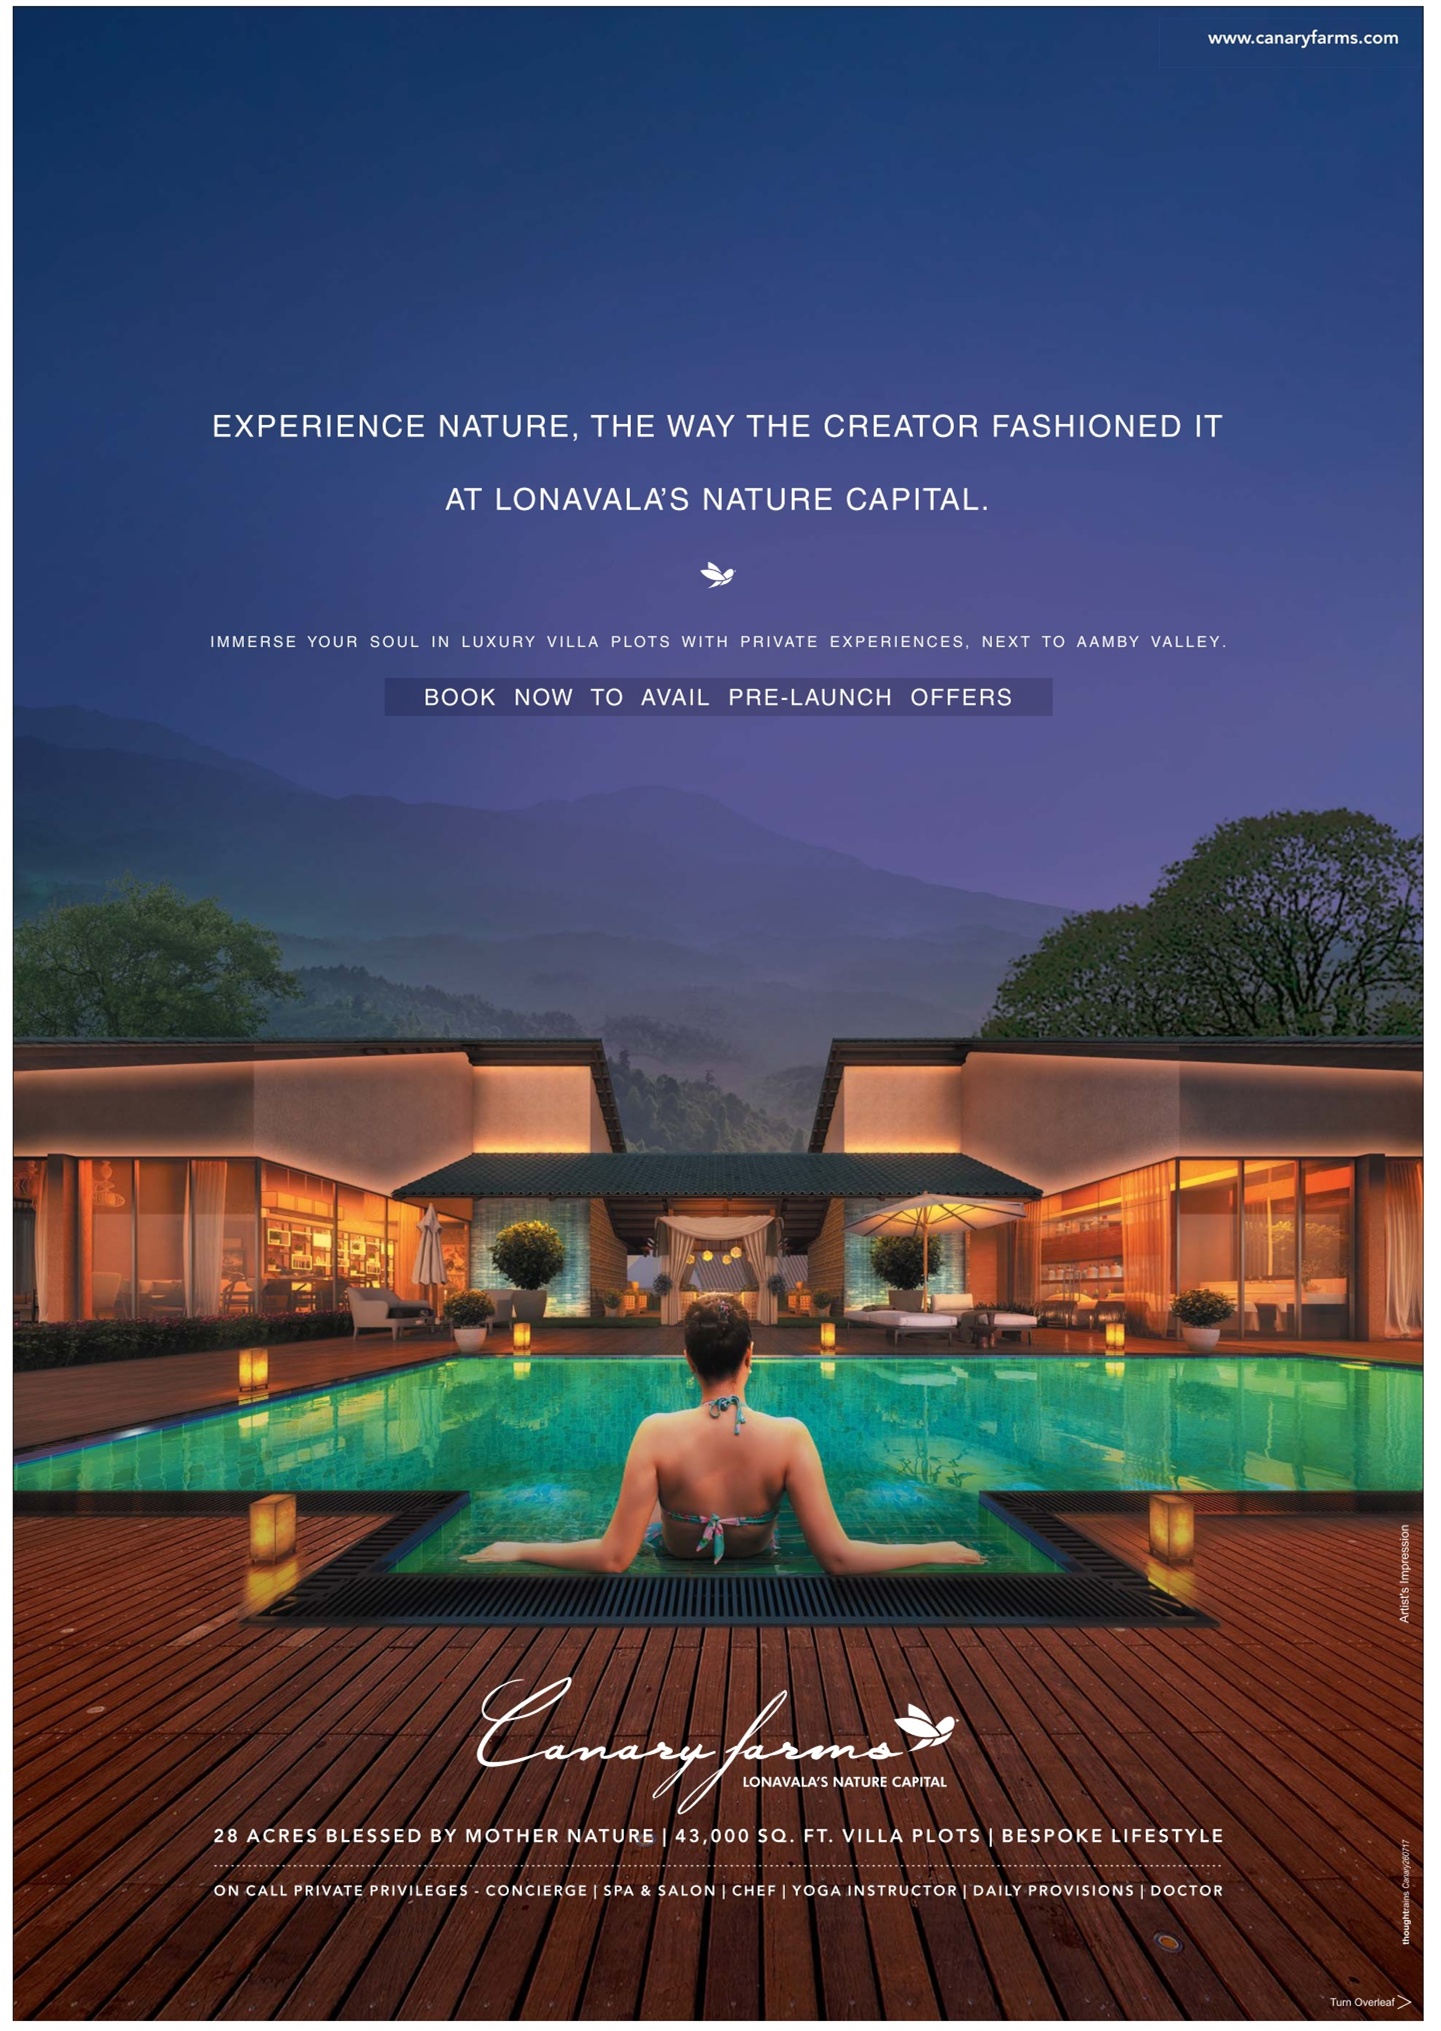 www.canaryfarms.com
EXPERIENCE NATURE, THE WAY THE CREATOR FASHIONED IT
AT LONAVALA’S NATURE CAPITAL.
IMMERSE YOUR SOUL IN LUXURY VILLA PLOTS WITH PRIVATE EXPERIENCES, NEXT TO AAMBY VALLEY.
BOOK NOW TO AVAIL PRE-LAUNCH OFFERS
Artist's Impression
Canary farms
LONAVALA’S NATURE CAPITAL
28 ACRES BLESSED BY MOTHER NATURE | 43,000 SQ. FT. VILLA PLOTS | BESPOKE LIFESTYLE
ON CALL PRIVATE PRIVILEGES - CONCIERGE | SPA & SALON | CHEF | YOGA INSTRUCTOR | DAILY PROVISIONS | DOCTOR
thoughtrains Canary260717
Turn Overleaf